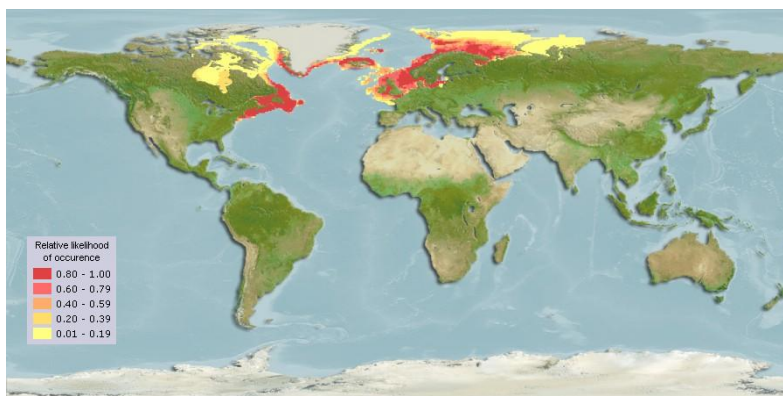 Relative likelihood
of occurence
0.80 - 1.00
0.60 - 0.79
0.40 - 0.59
0.20 - 0.39
0.01 - 0.19